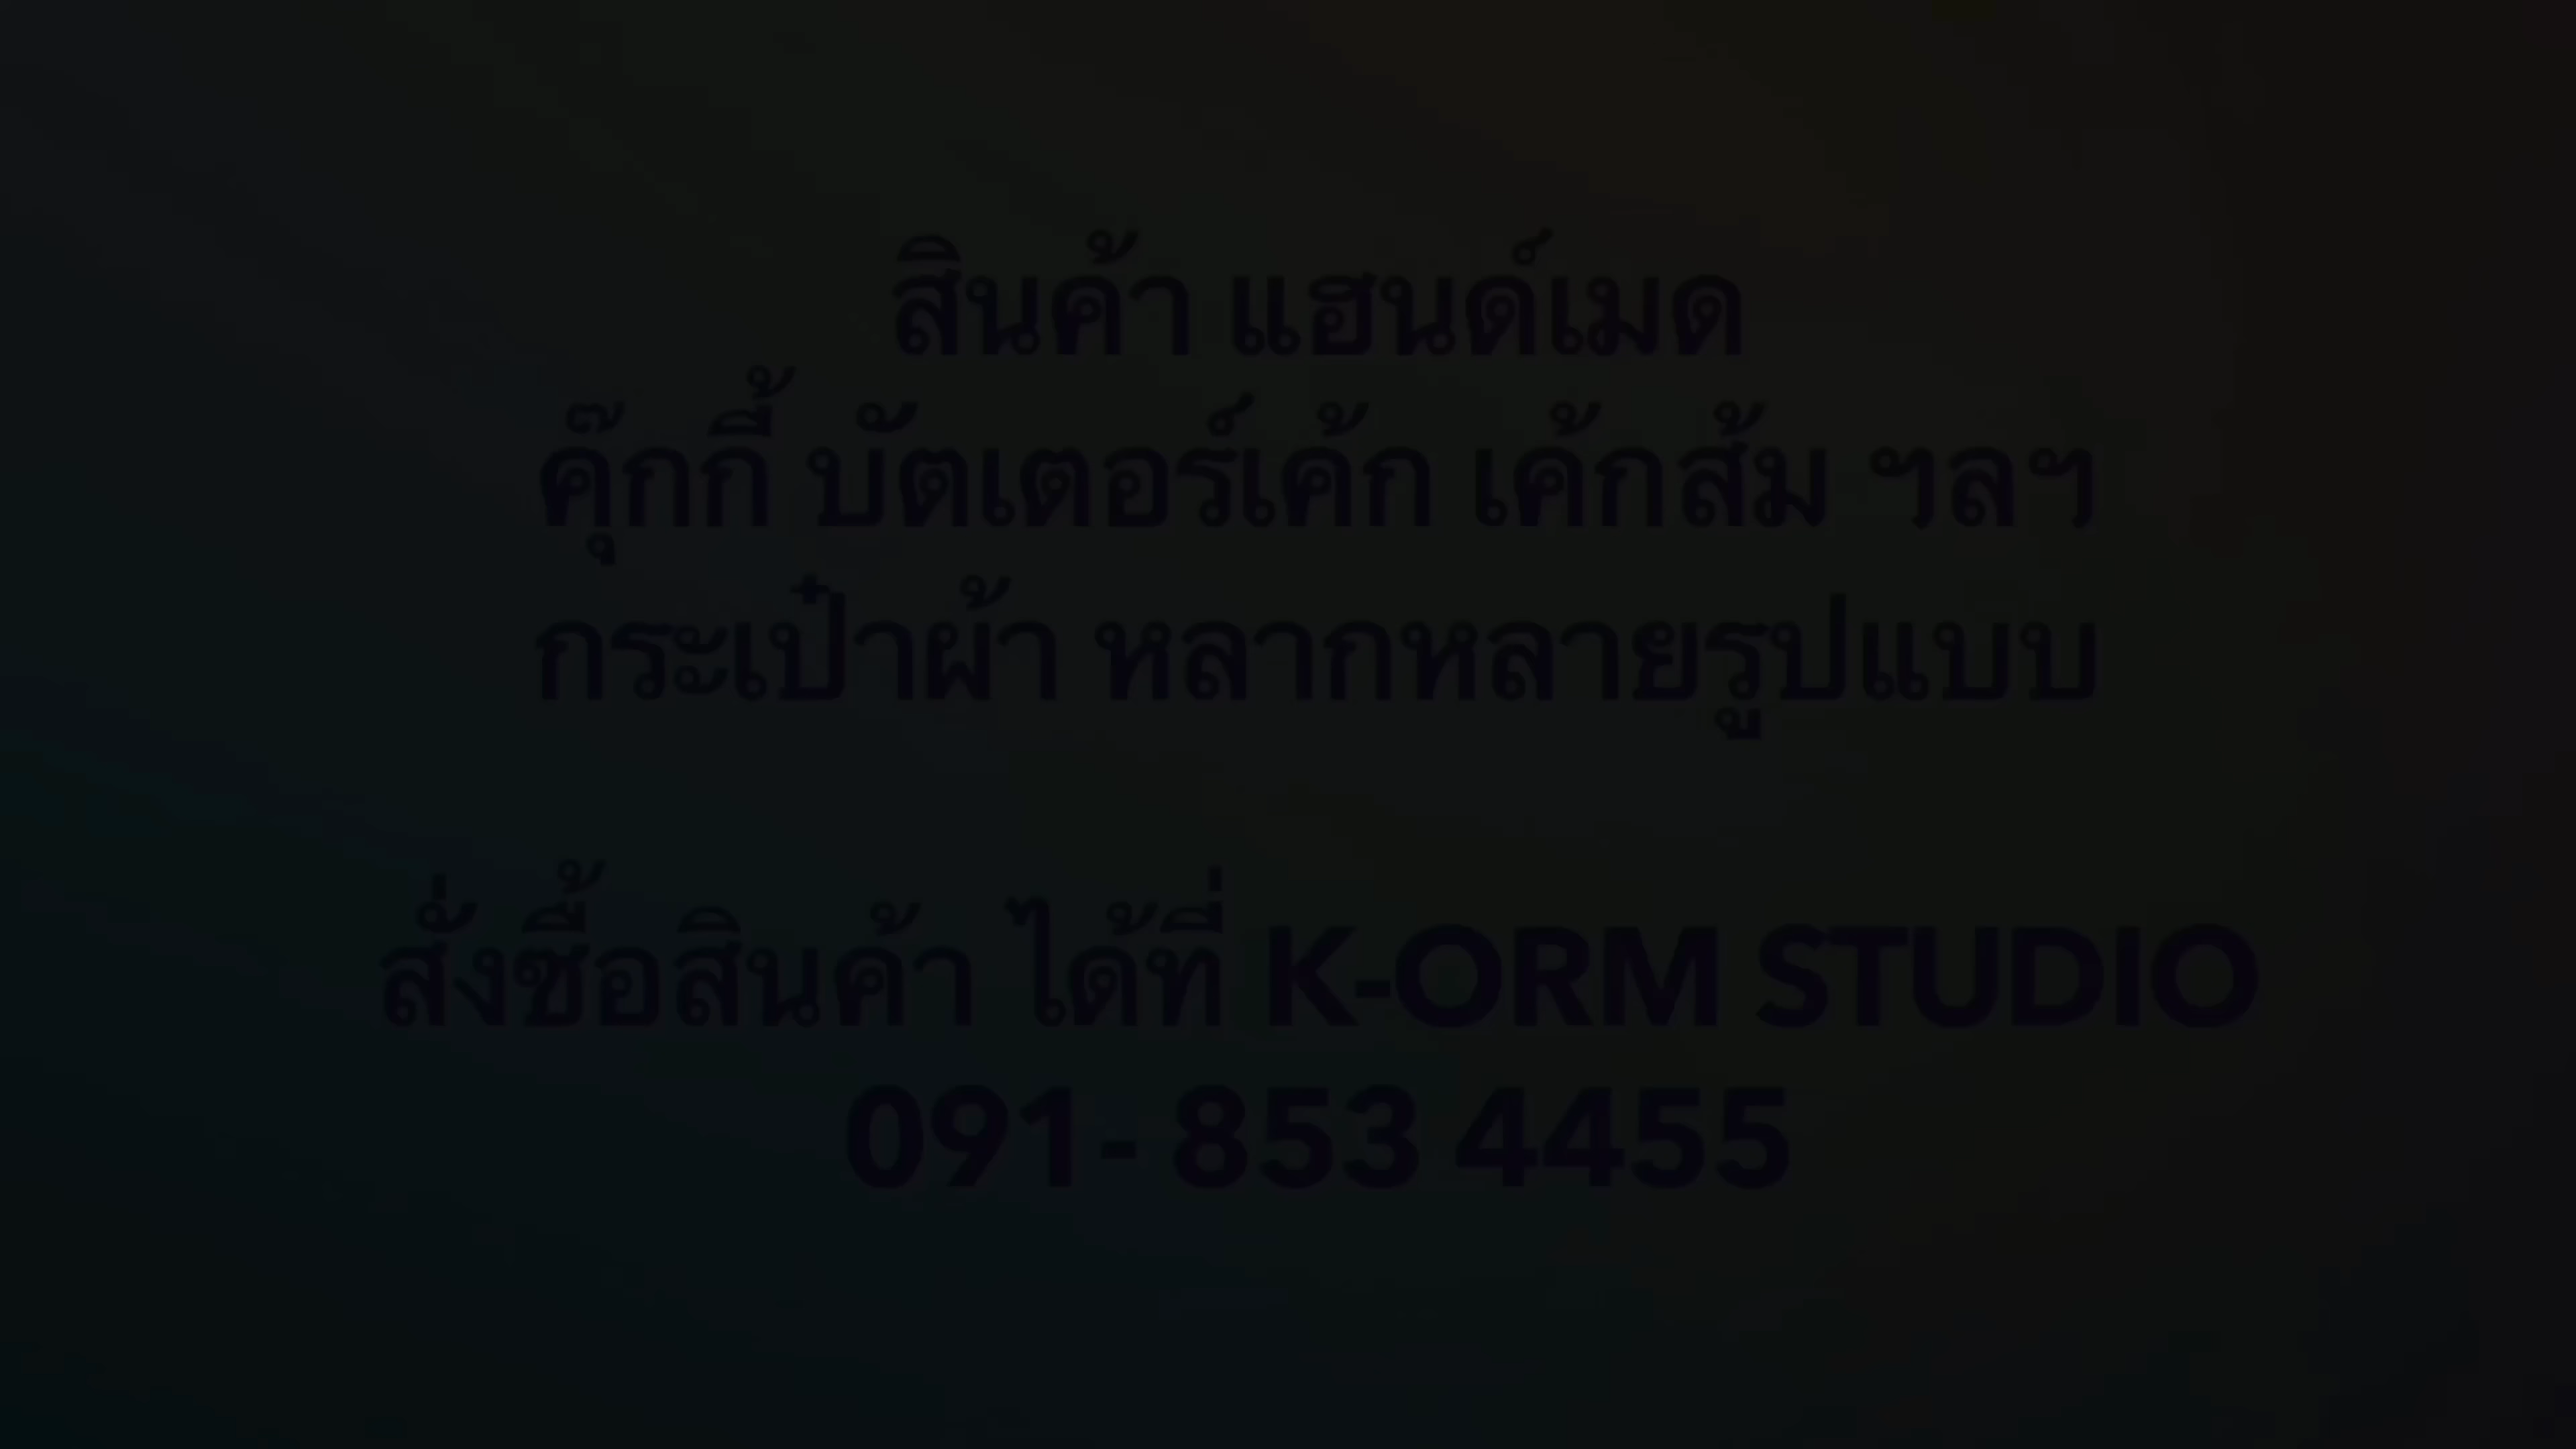 สินค้า แฮนด์เมด
คุ๊กกี้ บัตเตอร์เค้ก เค้กส้ม ฯลฯ
กระเป๋าผ้า หลากหลายรูปแบบ
สั่งซื้อสินค้า ได้ที่ K-ORM STUDIO
091- 853 4455